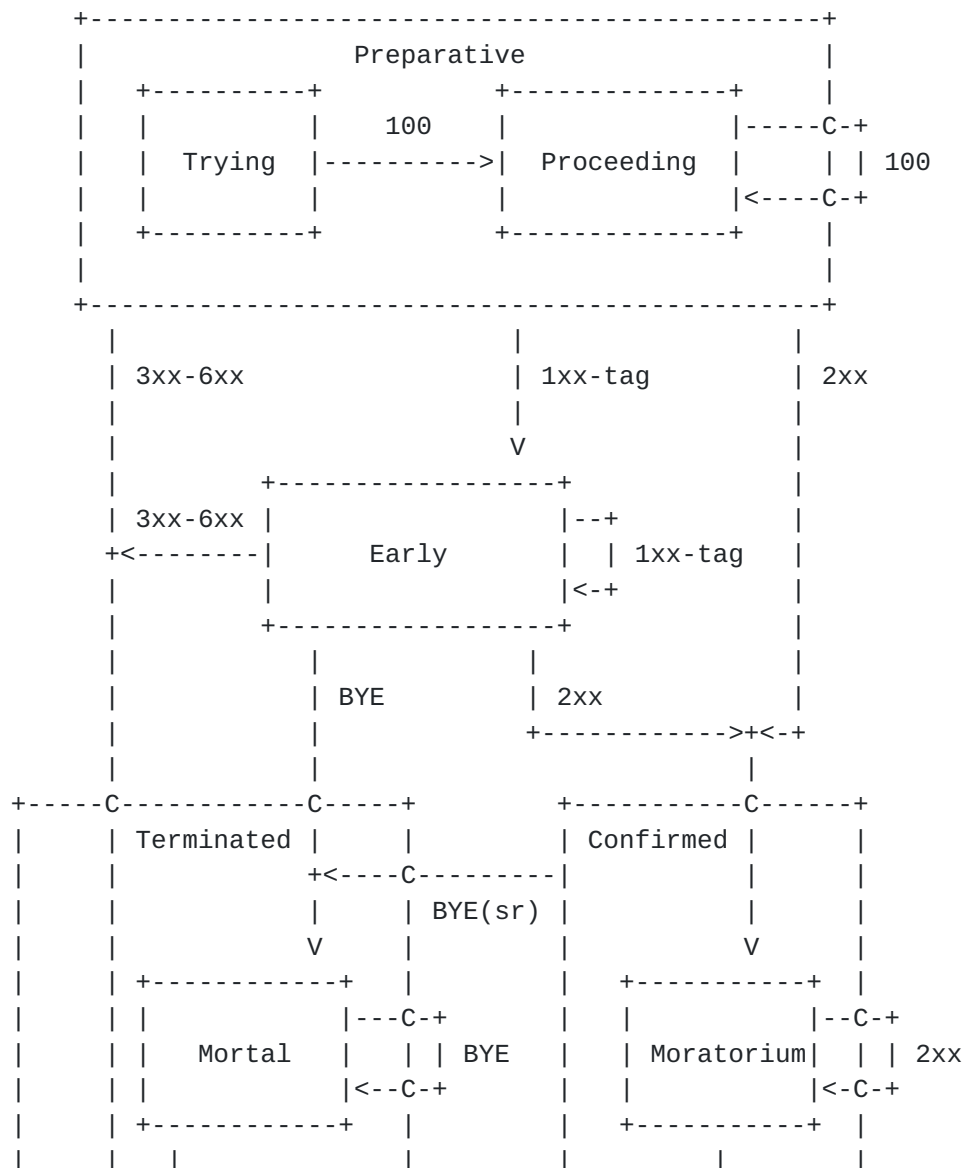 Preparative
100
100
Trying Proceeding
3xx-6xx 1xx-tag 2xx
3xx-6xx
Early 1xx-tag
BYE 2xx
C C C
Terminated Confirmed
C
BYE(sr)
V V
C C
Mortal BYE Moratorium 2xx
C C